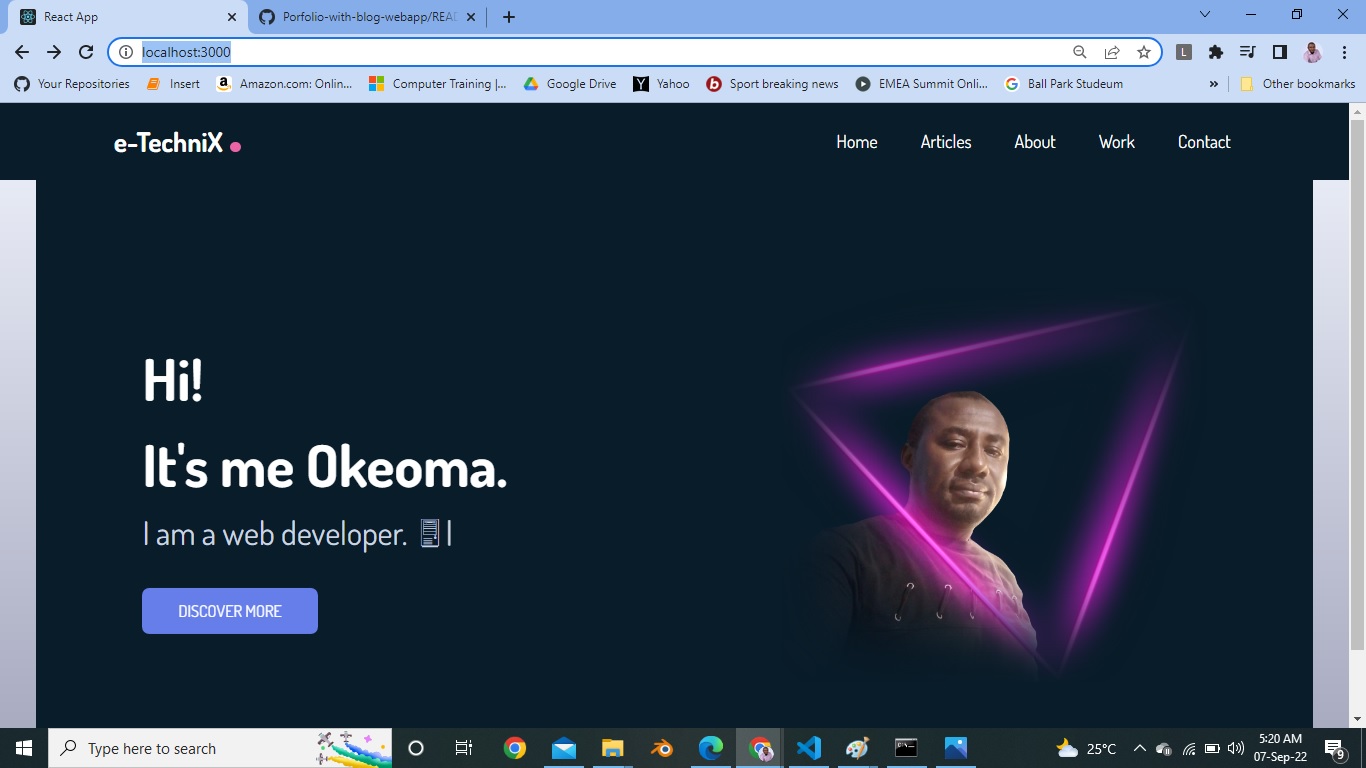 React App
Porfolio-with-blog-webapp/READ
localhost:3000
L
Your Repositories
Insert
Amazon.com: Onlin...
Computer Training |...
Google Drive
Yahoo
Sport breaking news
EMEA Summit Onli...
Ball Park Studeum
»
Other bookmarks
e-TechniX
Home
Articles
About
Work
Contact
Hi!
It's me Okeoma.
I am a web developer.
DISCOVER MORE
Type here to search
25°C
5:20 AM
07-Sep-22
9